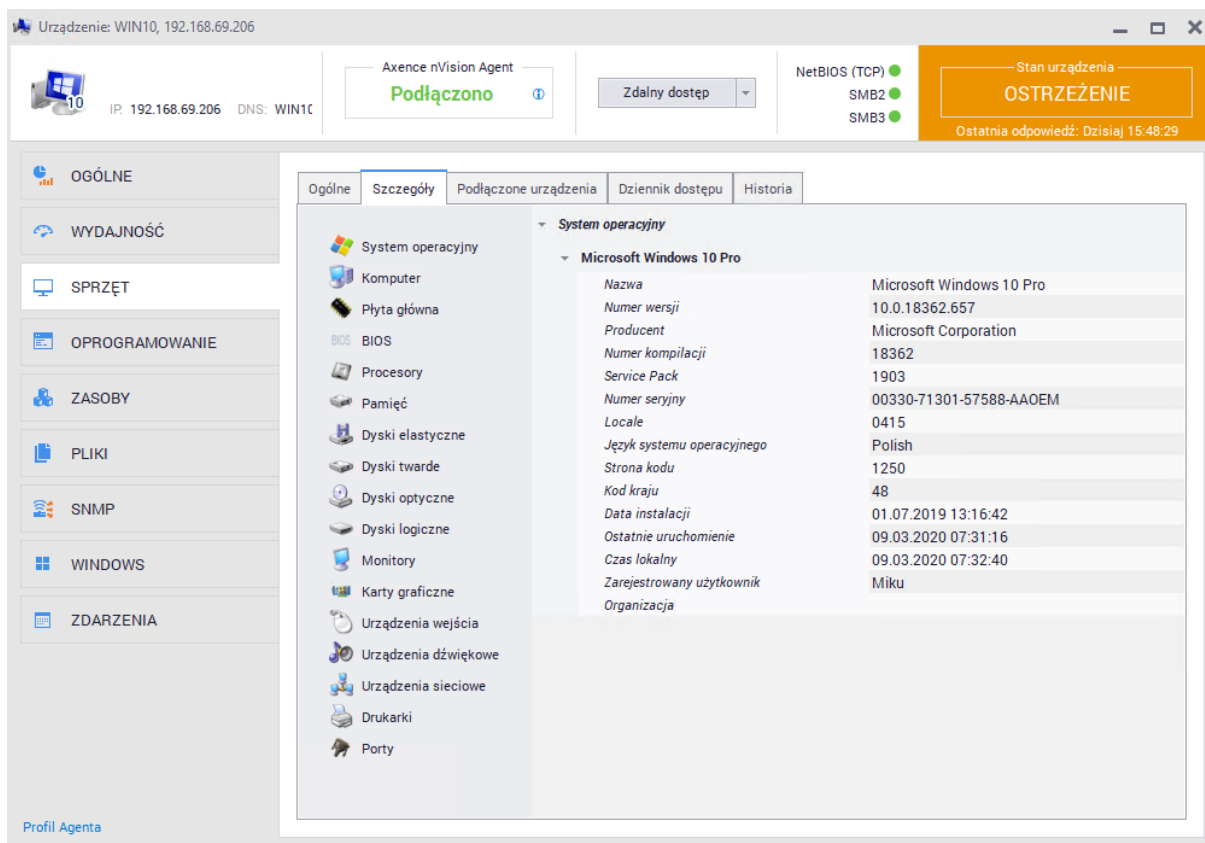 Urządzenie: WIN10, 192.168.69.206
10
IP: 192.168.69.206 DNS: WIN10
Axence nVision Agent
Podłączono
Zdalny dostęp
NetBIOS (TCP)
SMB2
SMB3
Stan urządzenia
OSTRZEŻENIE
Ostatnia odpowiedź: Dzisiaj 15:48:29
OGÓLNE
WYDAJNOŚĆ
SPRZĘT
OPROGRAMOWANIE
ZASOBY
PLIKI
SNMP
WINDOWS
ZDARZENIA
Profil Agenta
Ogólne Szczegóły Podłączone urządzenia Dziennik dostępu Historia
System operacyjny
Komputer
Płyta główna
BIOS BIOS
Procesory
Pamięć
Dyski elastyczne
Dyski twarde
Dyski optyczne
Dyski logiczne
Monitory
Karty graficzne
Urządzenia wejścia
Urządzenia dźwiękowe
Urządzenia sieciowe
Drukarki
Porty
System operacyjny
Microsoft Windows 10 Pro
Nazwa Microsoft Windows 10 Pro
Numer wersji 10.0.18362.657
Producent Microsoft Corporation
Numer kompilacji 18362
Service Pack 1903
Numer seryjny 00330-71301-57588-AAOEM
Locale 0415
Język systemu operacyjnego Polish
Strona kodu 1250
Kod kraju 48
Data instalacji 01.07.2019 13:16:42
Ostatnie uruchomienie 09.03.2020 07:31:16
Czas lokalny 09.03.2020 07:32:40
Zarejestrowany użytkownik Miku
Organizacja